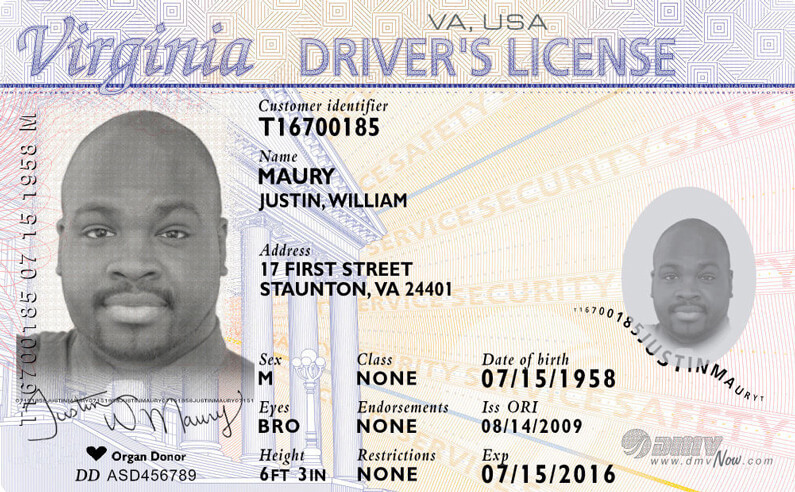 VA, USA
Virginia DRIVER'S LICENSE
Customer identifier
T16700185
Name
MAURY
JUSTIN, WILLIAM
Address
17 FIRST STREET
STAUNTON, VA 24401
Sex Class Date of birth
M NONE 07/15/1958
Eyes Endorsements Iss ORI
BRO NONE 08/14/2009
Height Restrictions Exp
6FT 3IN NONE 07/15/2016
T16700185 07 15 1958 M
Justin W Maury
Organ Donor
DD ASD456789
T16700185JUSTINMAURYT
SERVICE SECURITY SAFETY
DMV
www.dmvNow.com